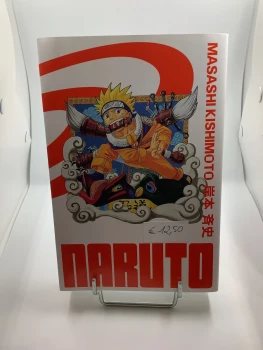 MASASHI KISHIMOTO 岸本 斉史
€ 12,50
NARUTO